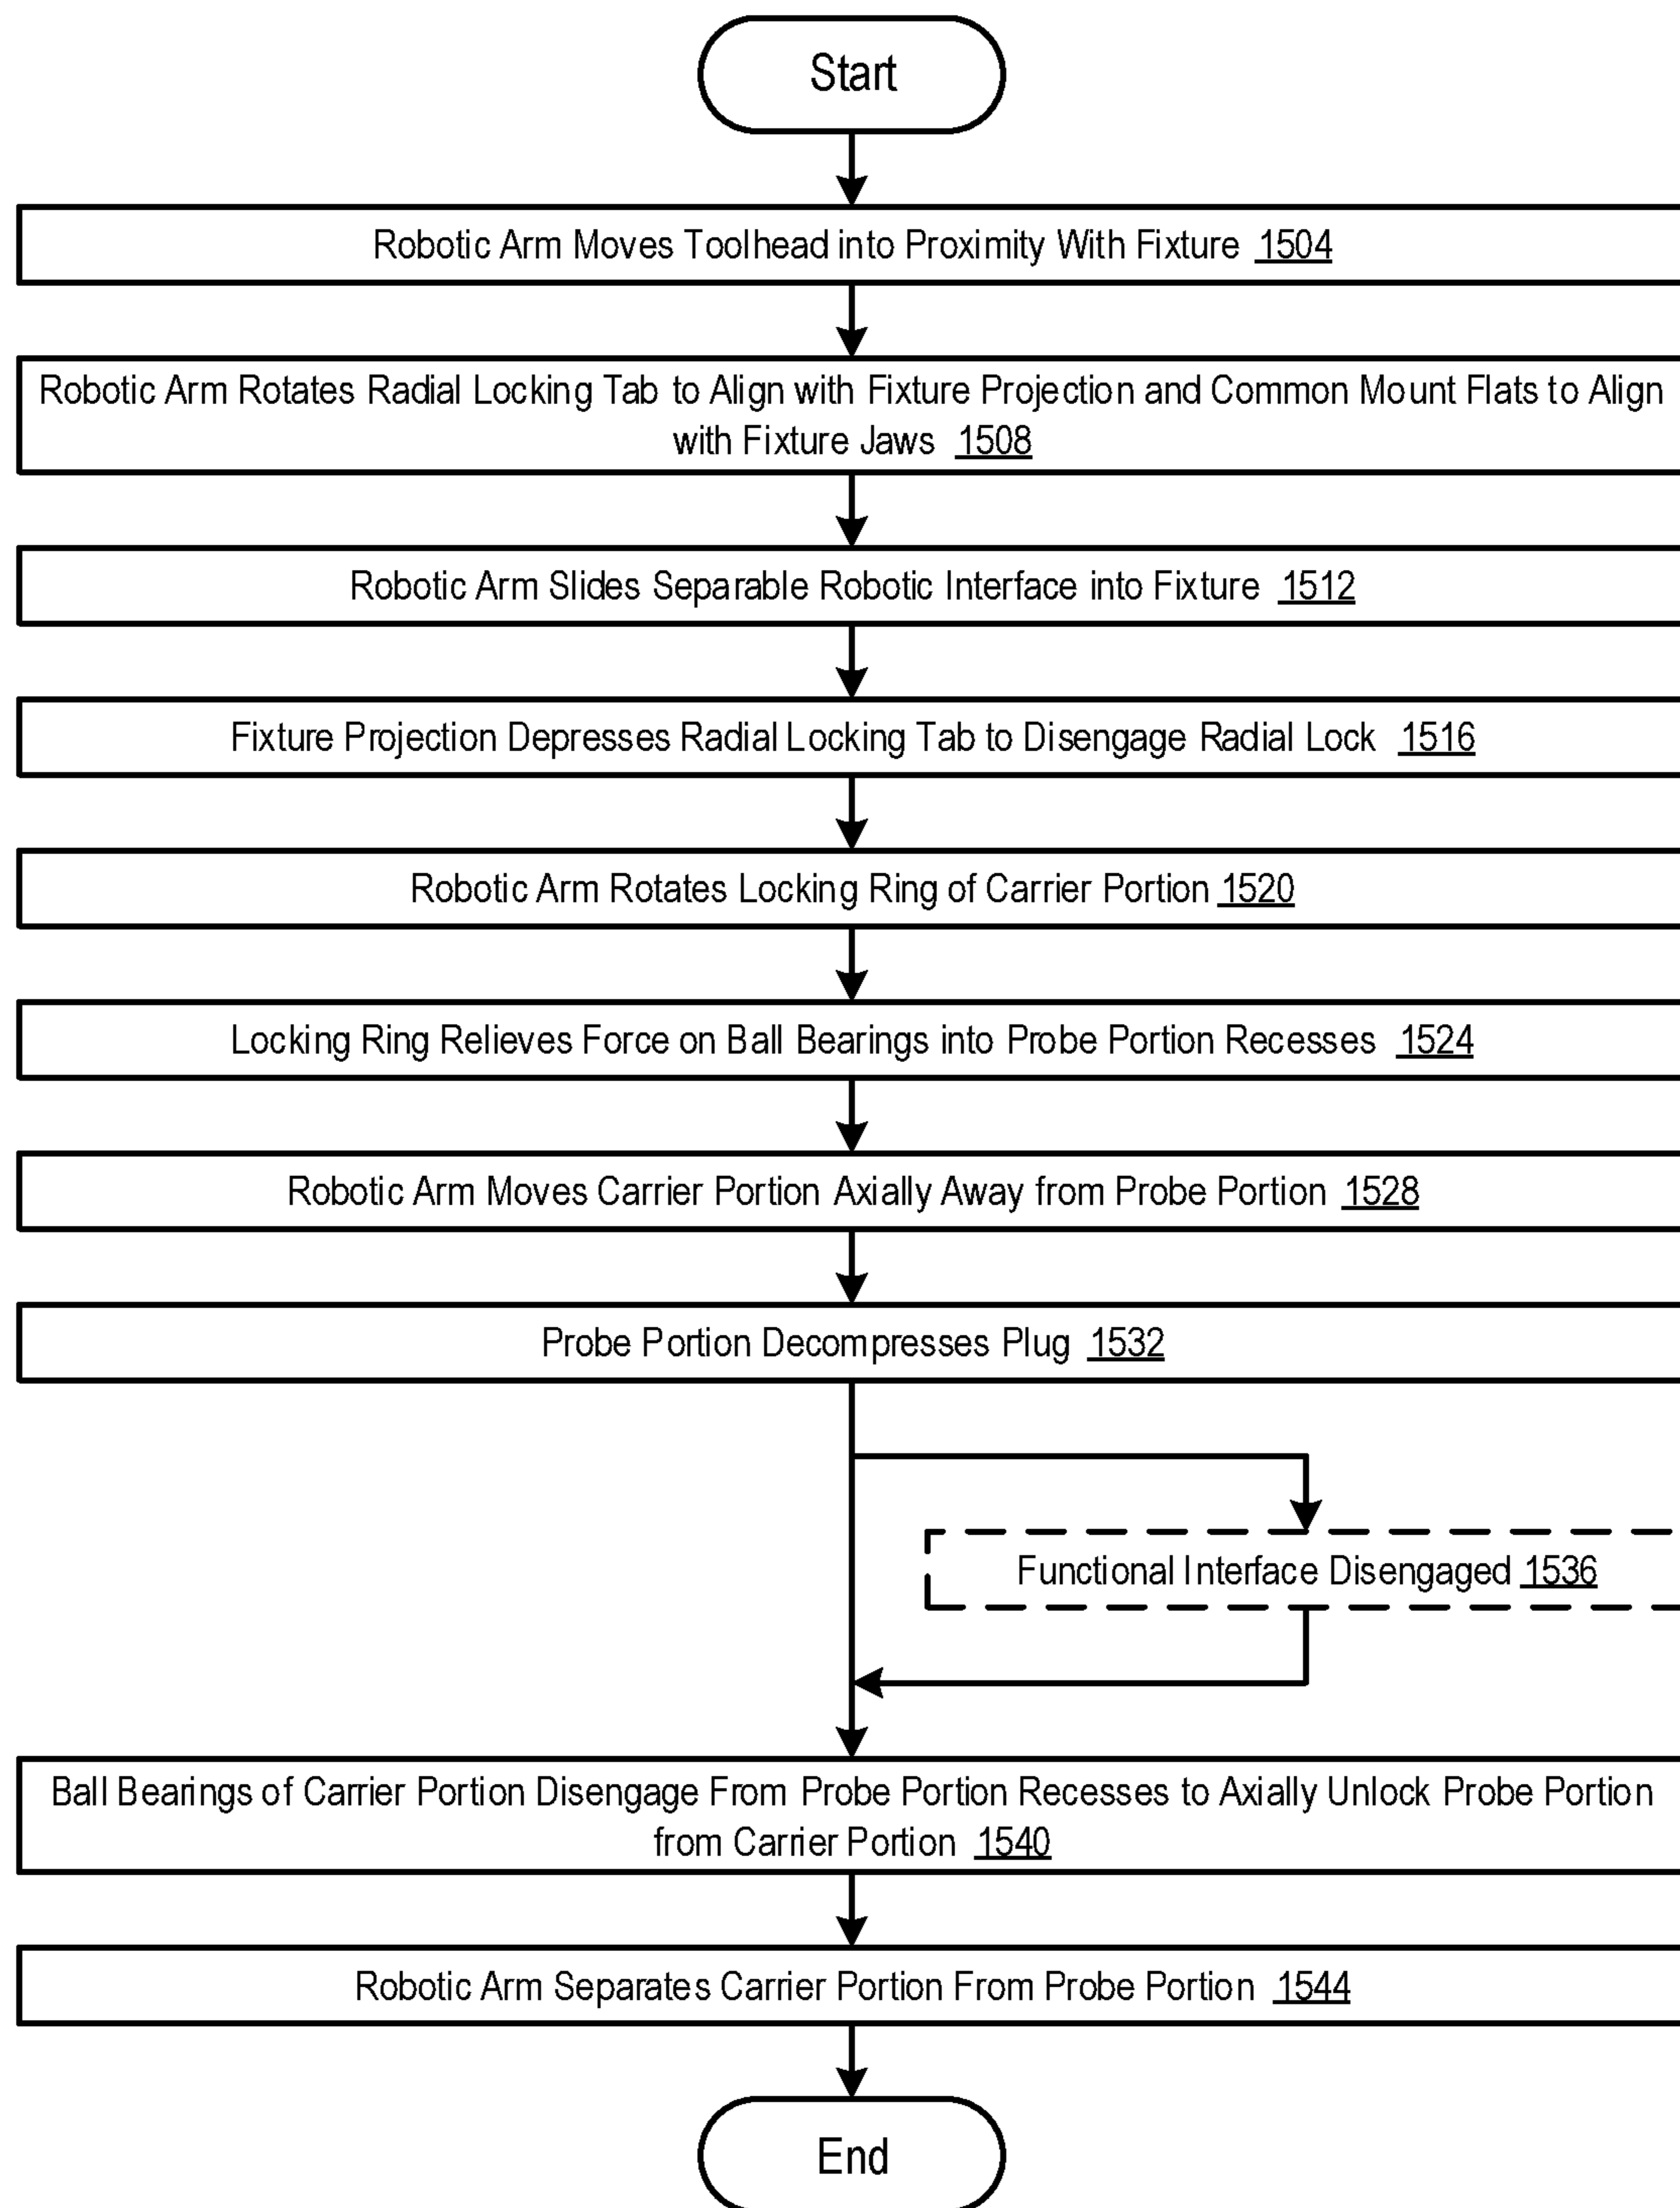 Start
Robotic Arm Moves Toolhead into Proximity With Fixture 1504
Robotic Arm Rotates Radial Locking Tab to Align with Fixture Projection and Common Mount Flats to Align
with Fixture Jaws 1508
Robotic Arm Slides Separable Robotic Interface into Fixture 1512
Fixture Projection Depresses Radial Locking Tab to Disengage Radial Lock 1516
Robotic Arm Rotates Locking Ring of Carrier Portion 1520
Locking Ring Relieves Force on Ball Bearings into Probe Portion Recesses 1524
Robotic Arm Moves Carrier Portion Axially Away from Probe Portion 1528
Probe Portion Decompresses Plug 1532
Functional Interface Disengaged 1536
Ball Bearings of Carrier Portion Disengage From Probe Portion Recesses to Axially Unlock Probe Portion
from Carrier Portion 1540
Robotic Arm Separates Carrier Portion From Probe Portion 1544
End